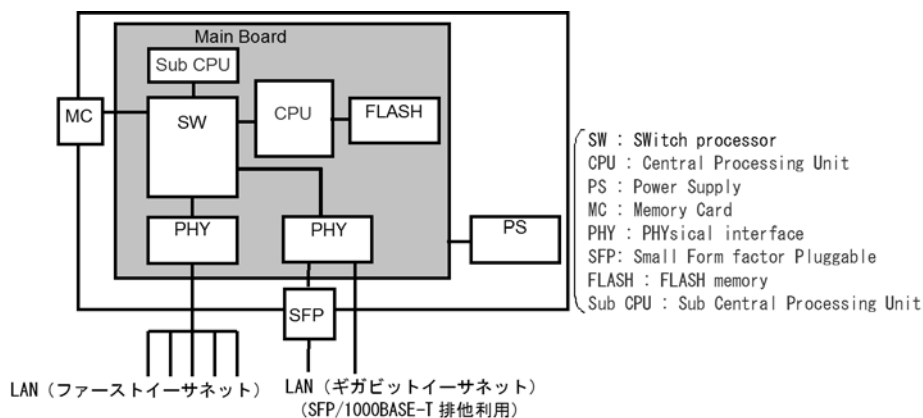 Main Board
Sub CPU
MC
SW
CPU
FLASH
PHY
PHY
PS
SFP
SW : SWitch processor
CPU : Central Processing Unit
PS : Power Supply
MC : Memory Card
PHY : PHYsical interface
SFP: Small Form factor Pluggable
FLASH : FLASH memory
Sub CPU : Sub Central Processing Unit
LAN（ファーストイーサネット）
LAN（ギガビットイーサネット）
（SFP/1000BASE-T 排他利用）